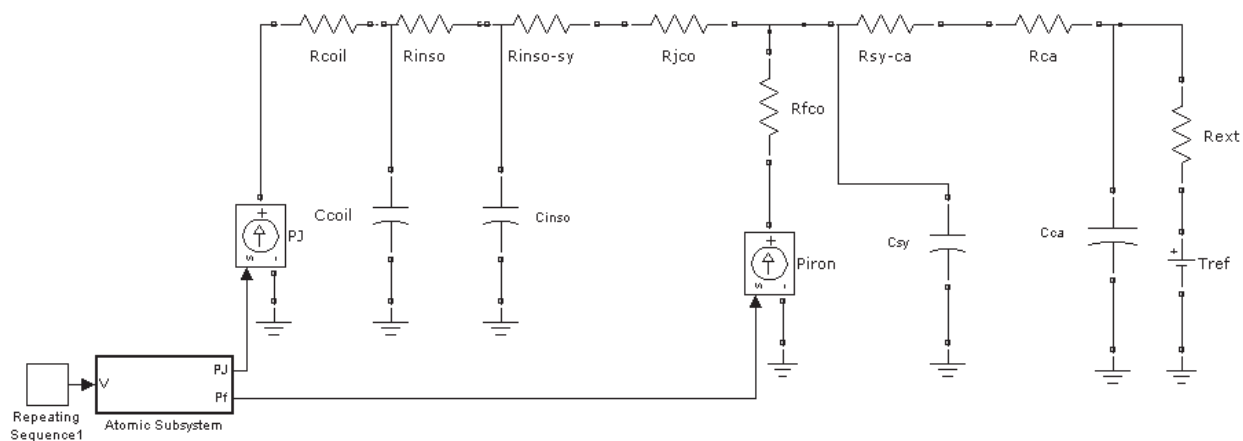 Rcoil
Rinso
Rinso-sy
Rjco
Rsy-ca
Rca
Rfco
Rext
Ccoil
Cinso
PJ
+
Csy
Cca
+
Piron
+
Tref
PJ
V
Pf
Repeating
Sequence1
Atomic Subsystem